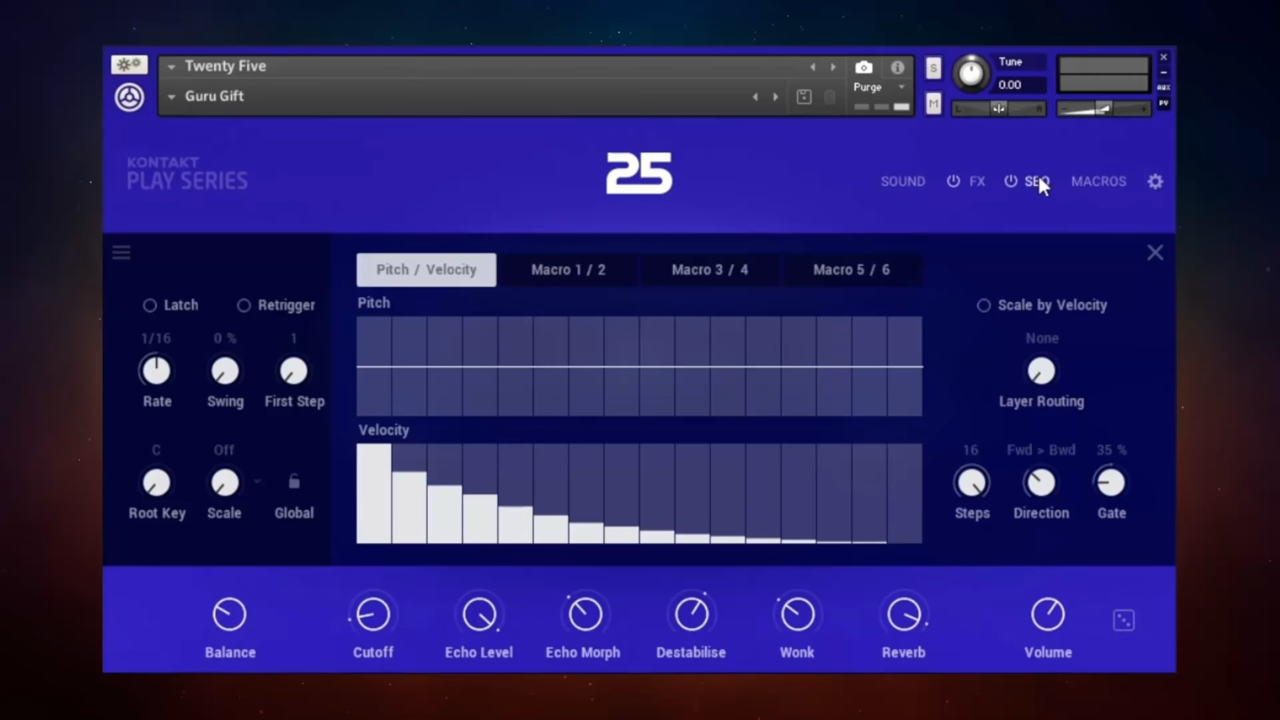 Twenty Five
Guru Gift
Purge
S
M
Tune
0.00
L
R
AUX
PV
KONTAKT
PLAY SERIES
25
SOUND
FX
SEQ
MACROS
Pitch / Velocity
Macro 1 / 2
Macro 3 / 4
Macro 5 / 6
Latch
Retrigger
Pitch
Scale by Velocity
1/16
0 %
1
None
Rate
Swing
First Step
Layer Routing
Velocity
C
Off
16
Fwd > Bwd
35 %
Root Key
Scale
Global
Steps
Direction
Gate
Balance
Cutoff
Echo Level
Echo Morph
Destabilise
Wonk
Reverb
Volume